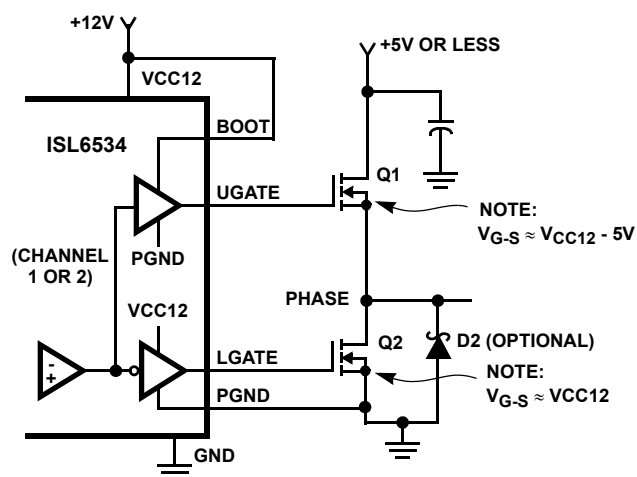 +12V
+5V OR LESS
VCC12
BOOT
ISL6534
Q1
UGATE
NOTE:
VG-S ≈ VCC12 - 5V
(CHANNEL
1 OR 2)
PGND
PHASE
VCC12
Q2
D2 (OPTIONAL)
LGATE
NOTE:
VG-S ≈ VCC12
PGND
-
+
GND